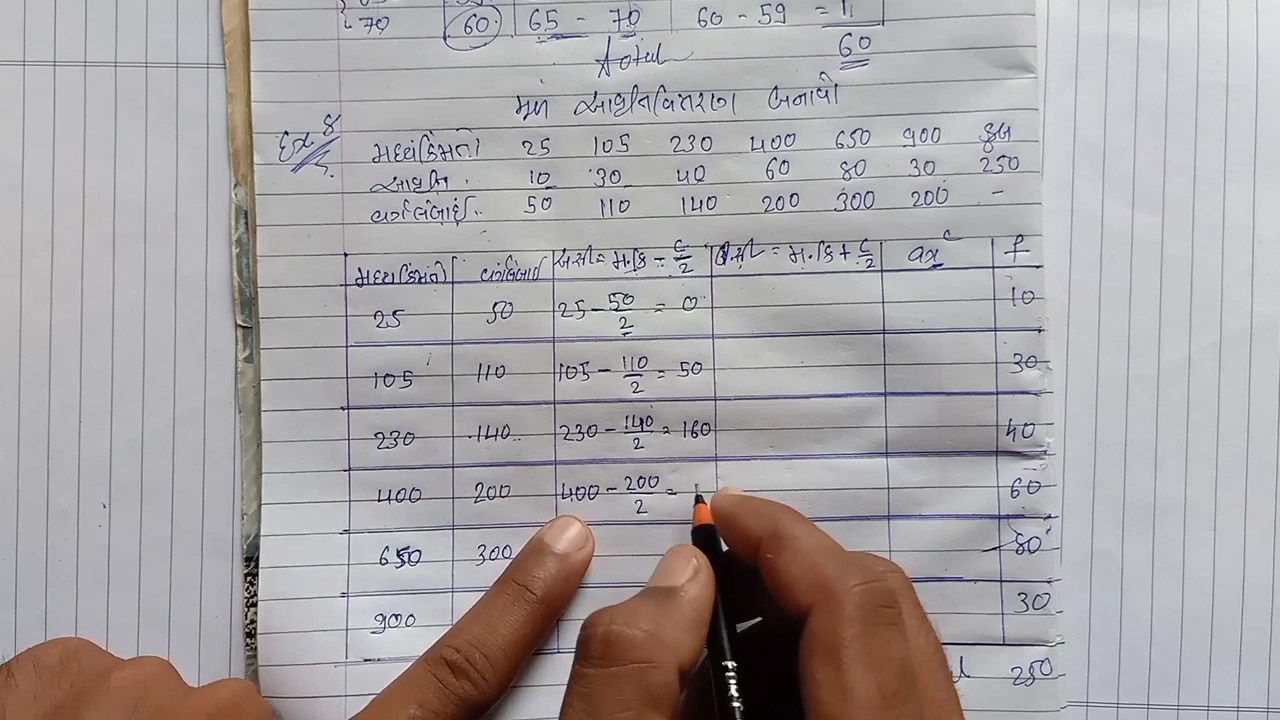 70 60 65 - 70 60 - 59 = 1
60
મૂળ આવૃત્તિવિતરણ બનાવો
Ex 8
મધ્યકિંમતો 25 105 230 400 650 900 કુલ
આવૃત્તિ 10 30 40 60 80 30 250
વર્ગલંબાઈ 50 110 140 200 300 200 -
મધ્યકિંમતો વર્ગલંબાઈ અ.સી = મ.કિ - c/2 ઉ.સી = મ.કિ + c/2 વર્ગ f
25 50 25 - 50/2 = 0 10
105 110 105 - 110/2 = 50 30
230 140 230 - 140/2 = 160 40
400 200 400 - 200/2 = 60
650 300 80
900 30
250